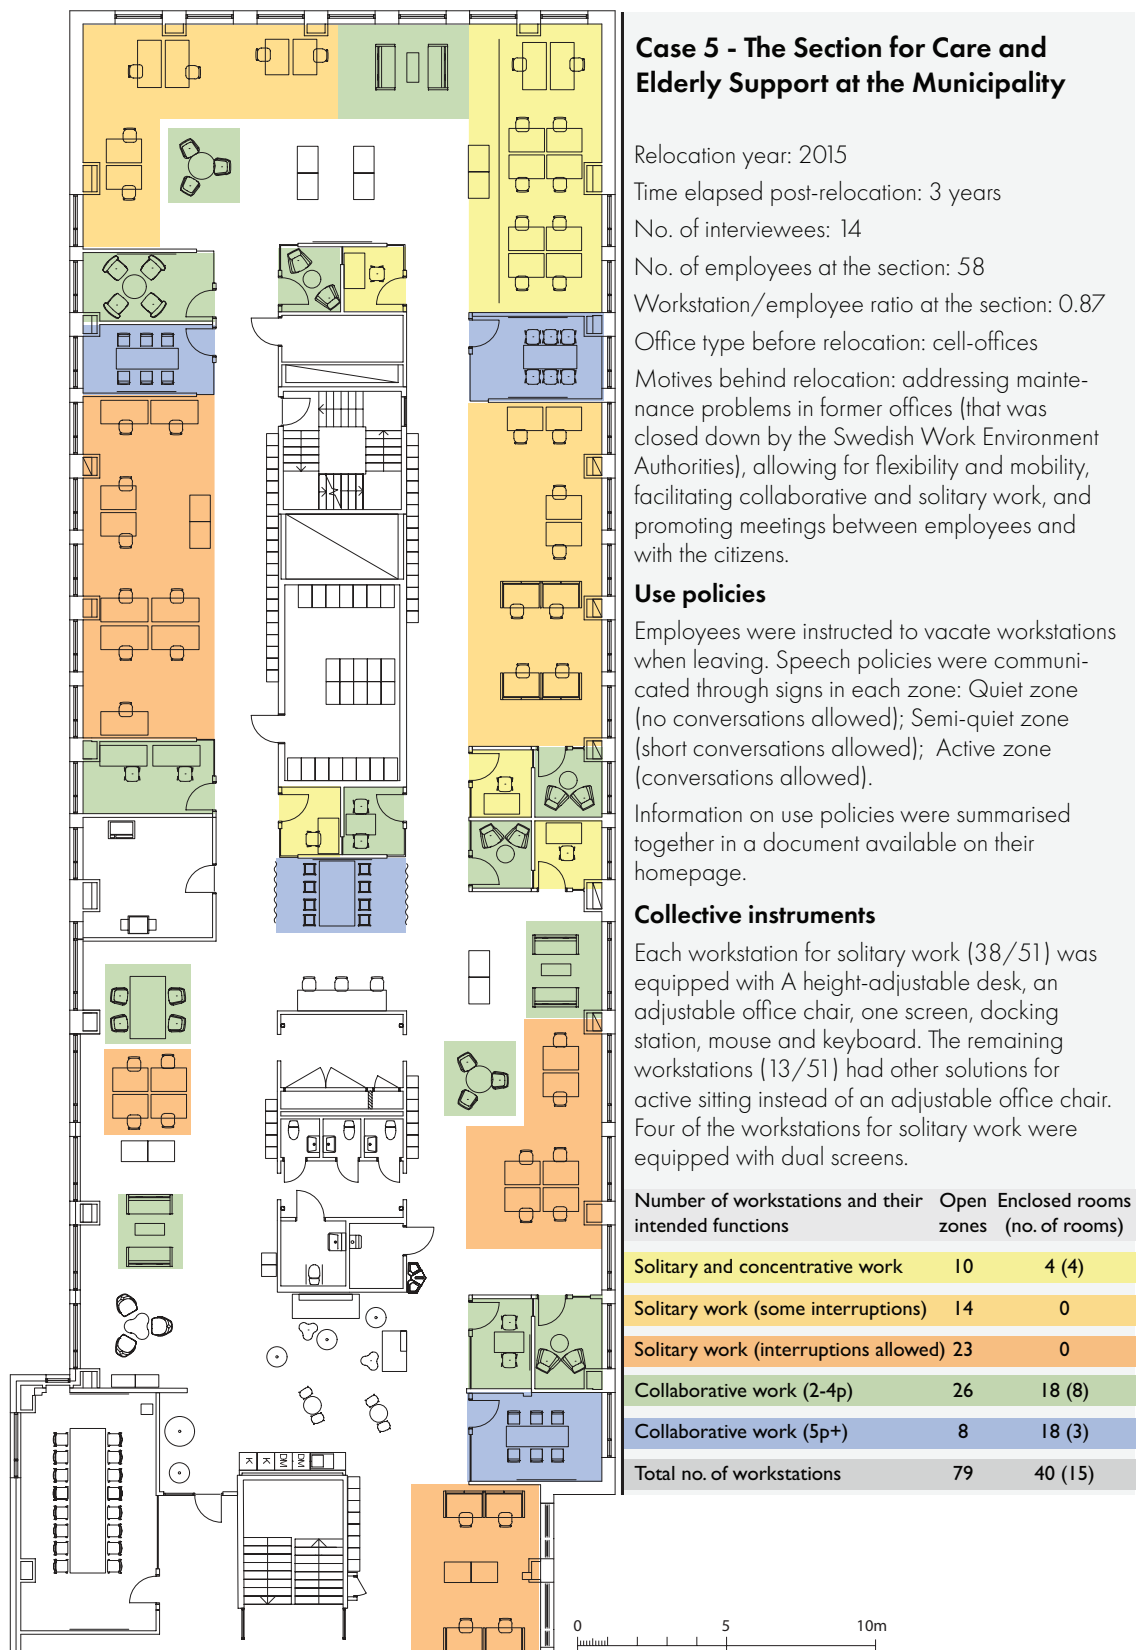 Case 5 - The Section for Care and
Elderly Support at the Municipality
Relocation year: 2015
Time elapsed post-relocation: 3 years
No. of interviewees: 14
No. of employees at the section: 58
Workstation/employee ratio at the section: 0.87
Office type before relocation: cell-offices
Motives behind relocation: addressing mainte-
nance problems in former offices (that was
closed down by the Swedish Work Environment
Authorities), allowing for flexibility and mobility,
facilitating collaborative and solitary work, and
promoting meetings between employees and
with the citizens.
Use policies
Employees were instructed to vacate workstations
when leaving. Speech policies were communi-
cated through signs in each zone: Quiet zone
(no conversations allowed); Semi-quiet zone
(short conversations allowed); Active zone
(conversations allowed).
Information on use policies were summarised
together in a document available on their
homepage.
Collective instruments
Each workstation for solitary work (38/51) was
equipped with A height-adjustable desk, an
adjustable office chair, one screen, docking
station, mouse and keyboard. The remaining
workstations (13/51) had other solutions for
active sitting instead of an adjustable office chair.
Four of the workstations for solitary work were
equipped with dual screens.
Number of workstations and their Open Enclosed rooms
intended functions zones (no. of rooms)
Solitary and concentrative work 10 4 (4)
Solitary work (some interruptions) 14 0
Solitary work (interruptions allowed) 23 0
Collaborative work (2-4p) 26 18 (8)
Collaborative work (5p+) 8 18 (3)
Total no. of workstations 79 40 (15)
K K DM DM
0 5 10m